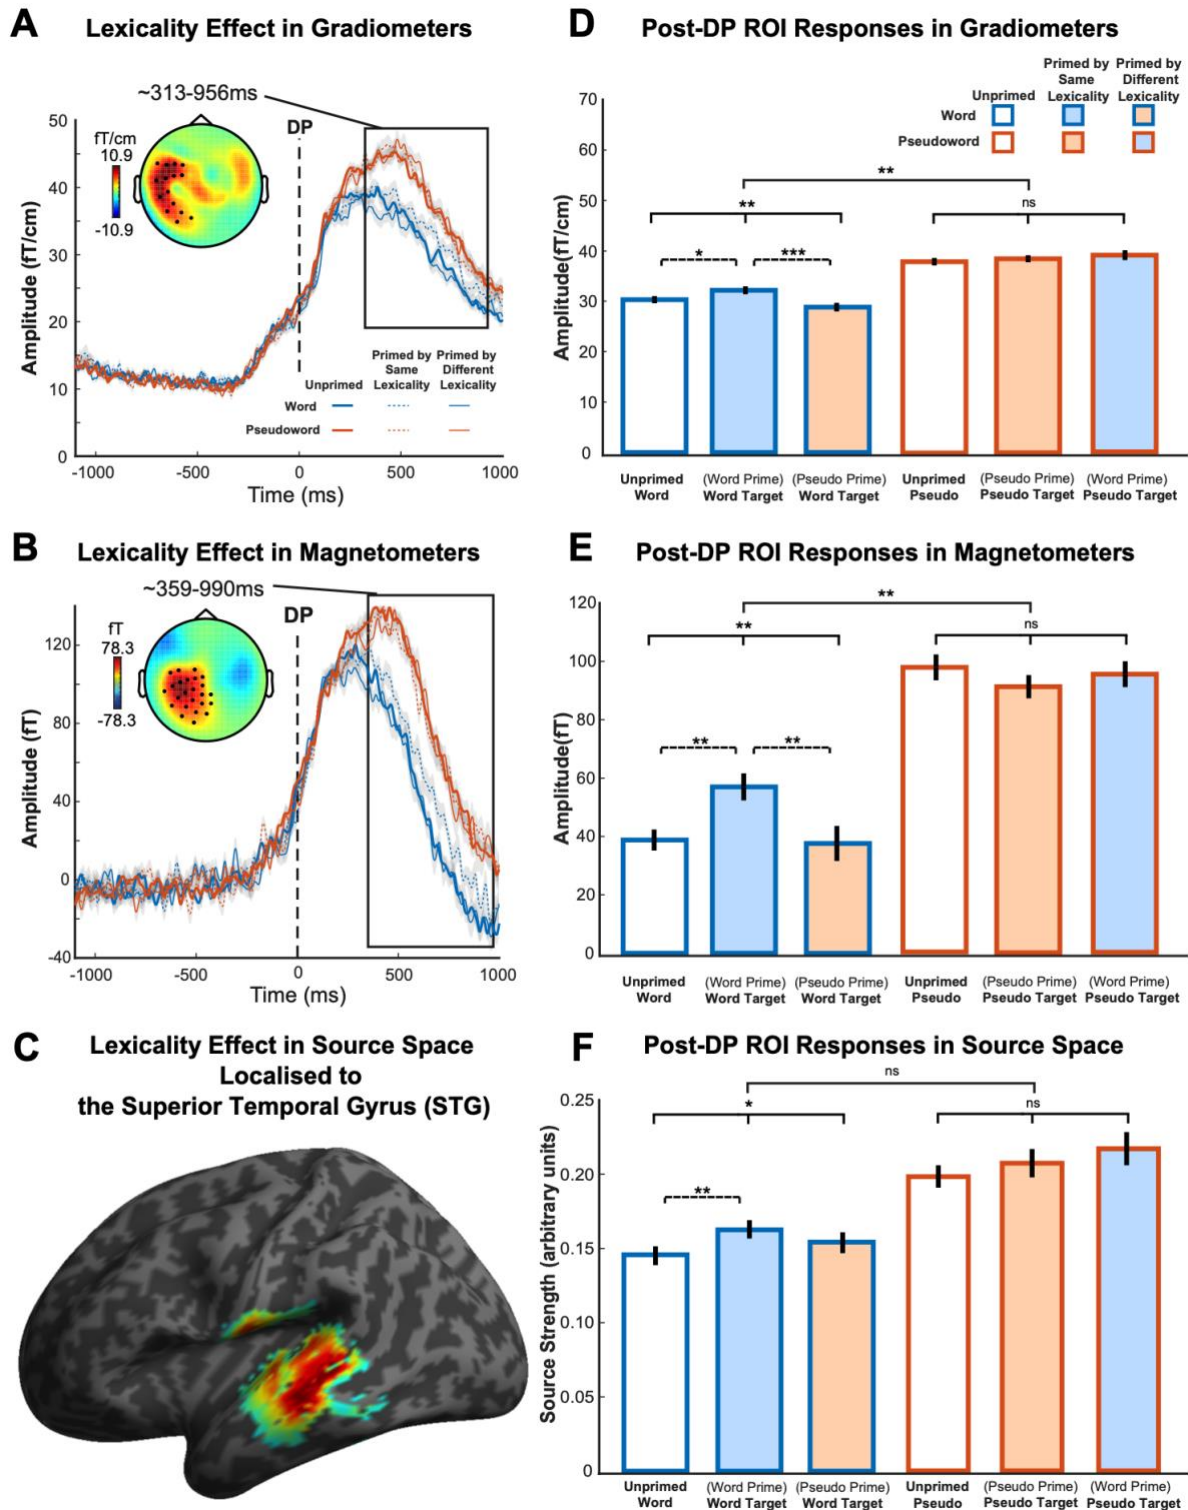 A
Lexicality Effect in Gradiometers
~313-956ms
DP
fT/cm
10.9
-10.9
50
40
30
20
10
0
Amplitude (fT/cm)
Primed by Primed by
Same Different
Unprimed Lexicality Lexicality
Word
Pseudoword
-1000 -500 0 500 1000
Time (ms)
D
Post-DP ROI Responses in Gradiometers
Primed by Primed by
Same Different
Unprimed Lexicality Lexicality
Word
Pseudoword
70
60
50
40
30
20
10
0
Amplitude(fT/cm)
**
** ns
* ***
Unprimed (Word Prime) (Pseudo Prime) Unprimed (Pseudo Prime) (Word Prime)
Word Word Target Word Target Pseudo Pseudo Target Pseudo Target
B
Lexicality Effect in Magnetometers
~359-990ms
DP
fT
78.3
-78.3
120
80
40
0
-40
Amplitude (fT)
-1000 -500 0 500 1000
Time (ms)
E
Post-DP ROI Responses in Magnetometers
120
100
80
60
40
20
0
Amplitude(fT)
**
** ns
** **
Unprimed (Word Prime) (Pseudo Prime) Unprimed (Pseudo Prime) (Word Prime)
Word Word Target Word Target Pseudo Pseudo Target Pseudo Target
C
Lexicality Effect in Source Space
Localised to
the Superior Temporal Gyrus (STG)
F
Post-DP ROI Responses in Source Space
0.25
0.20
0.15
0.10
0.05
0
Source Strength (arbitrary units)
ns
* ns
**
Unprimed (Word Prime) (Pseudo Prime) Unprimed (Pseudo Prime) (Word Prime)
Word Word Target Word Target Pseudo Pseudo Target Pseudo Target